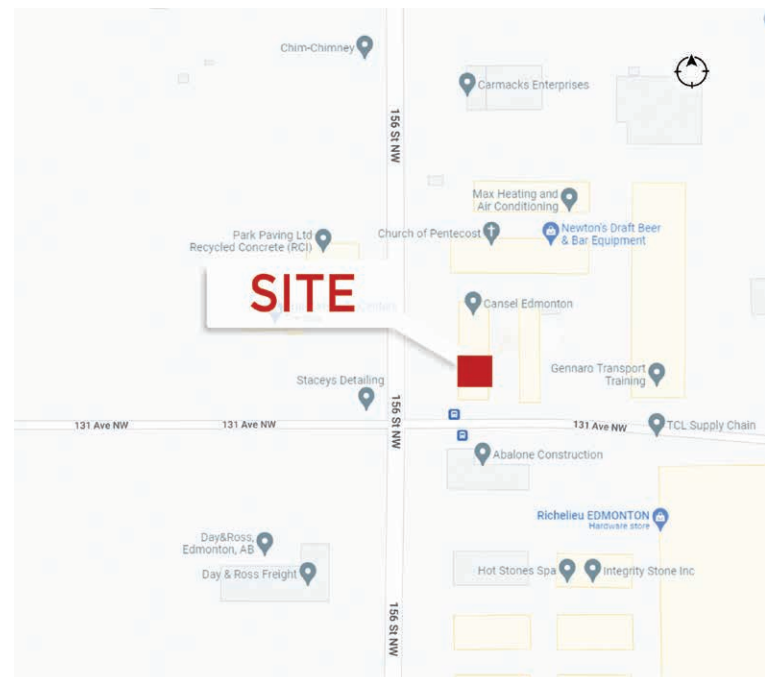 Chim-Chimney
Carmacks Enterprises
156 St NW
Max Heating and
Air Conditioning
Park Paving Ltd
Recycled Concrete (RCI)
Church of Pentecost
Newton's Draft Beer
& Bar Equipment
SITE
Cansel Edmonton
Staceys Detailing
Gennaro Transport
Training
156 St NW
131 Ave NW
131 Ave NW
131 Ave NW
TCL Supply Chain
Abalone Construction
Richelieu EDMONTON
Hardware store
Day&Ross,
Edmonton, AB
Day & Ross Freight
Hot Stones Spa
Integrity Stone Inc
156 St NW